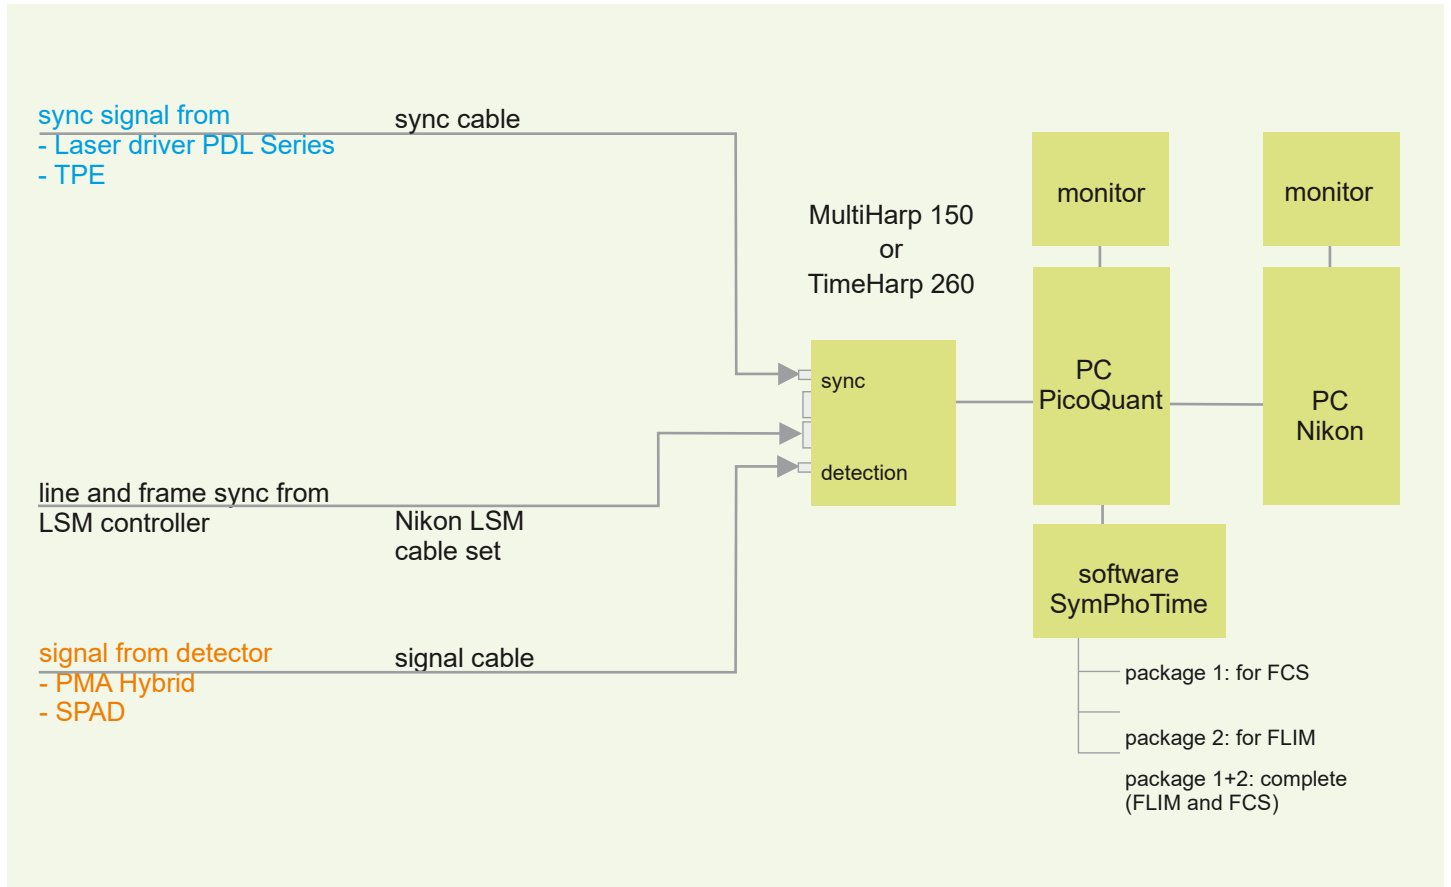 sync signal from
- Laser driver PDL Series
- TPE
sync cable
MultiHarp 150
or
TimeHarp 260
monitor
monitor
sync
detection
PC
PicoQuant
PC
Nikon
line and frame sync from
LSM controller
Nikon LSM
cable set
software
SymPhoTime
signal from detector
- PMA Hybrid
- SPAD
signal cable
package 1: for FCS
package 2: for FLIM
package 1+2: complete
(FLIM and FCS)